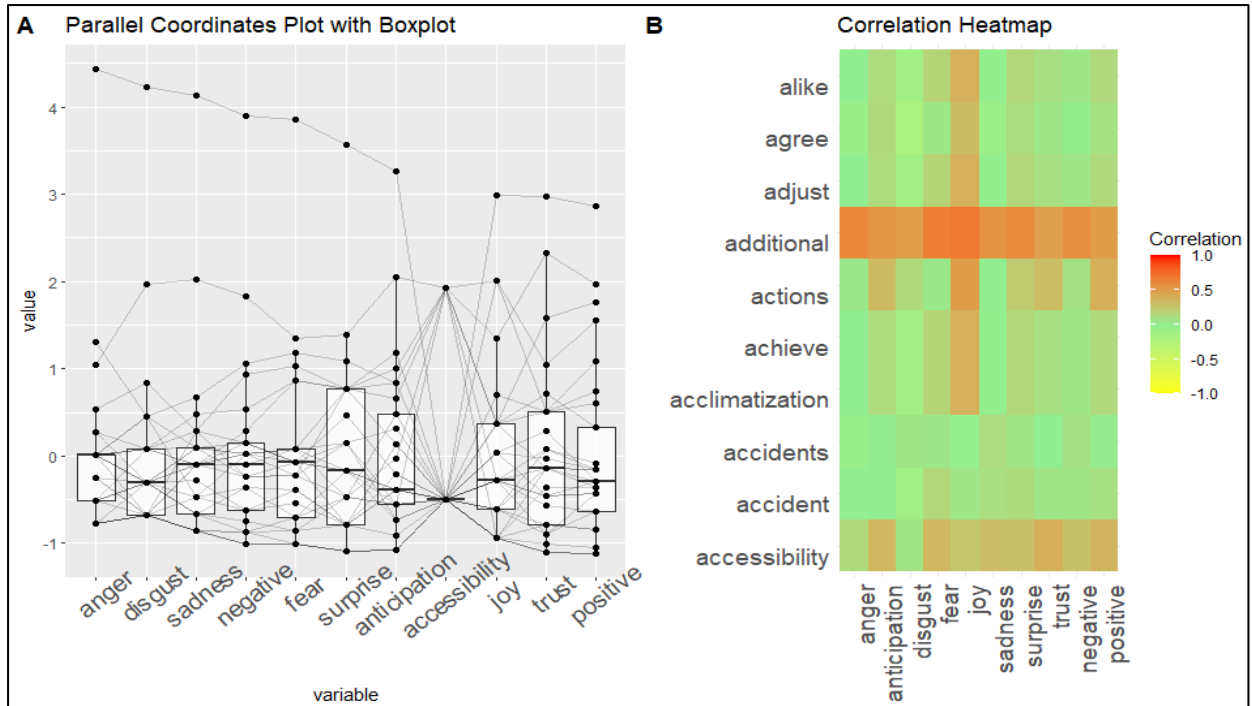 A Parallel Coordinates Plot with Boxplot
4
3
2
1
0
-1
value
anger
disgust
sadness
negative
fear
surprise
anticipation
accessibility
joy
trust
positive
variable
B Correlation Heatmap
alike
agree
adjust
additional
actions
achieve
acclimatization
accidents
accident
accessibility
anger
anticipation
disgust
fear
joy
sadness
surprise
trust
negative
positive
Correlation
1.0
0.5
0.0
-0.5
-1.0